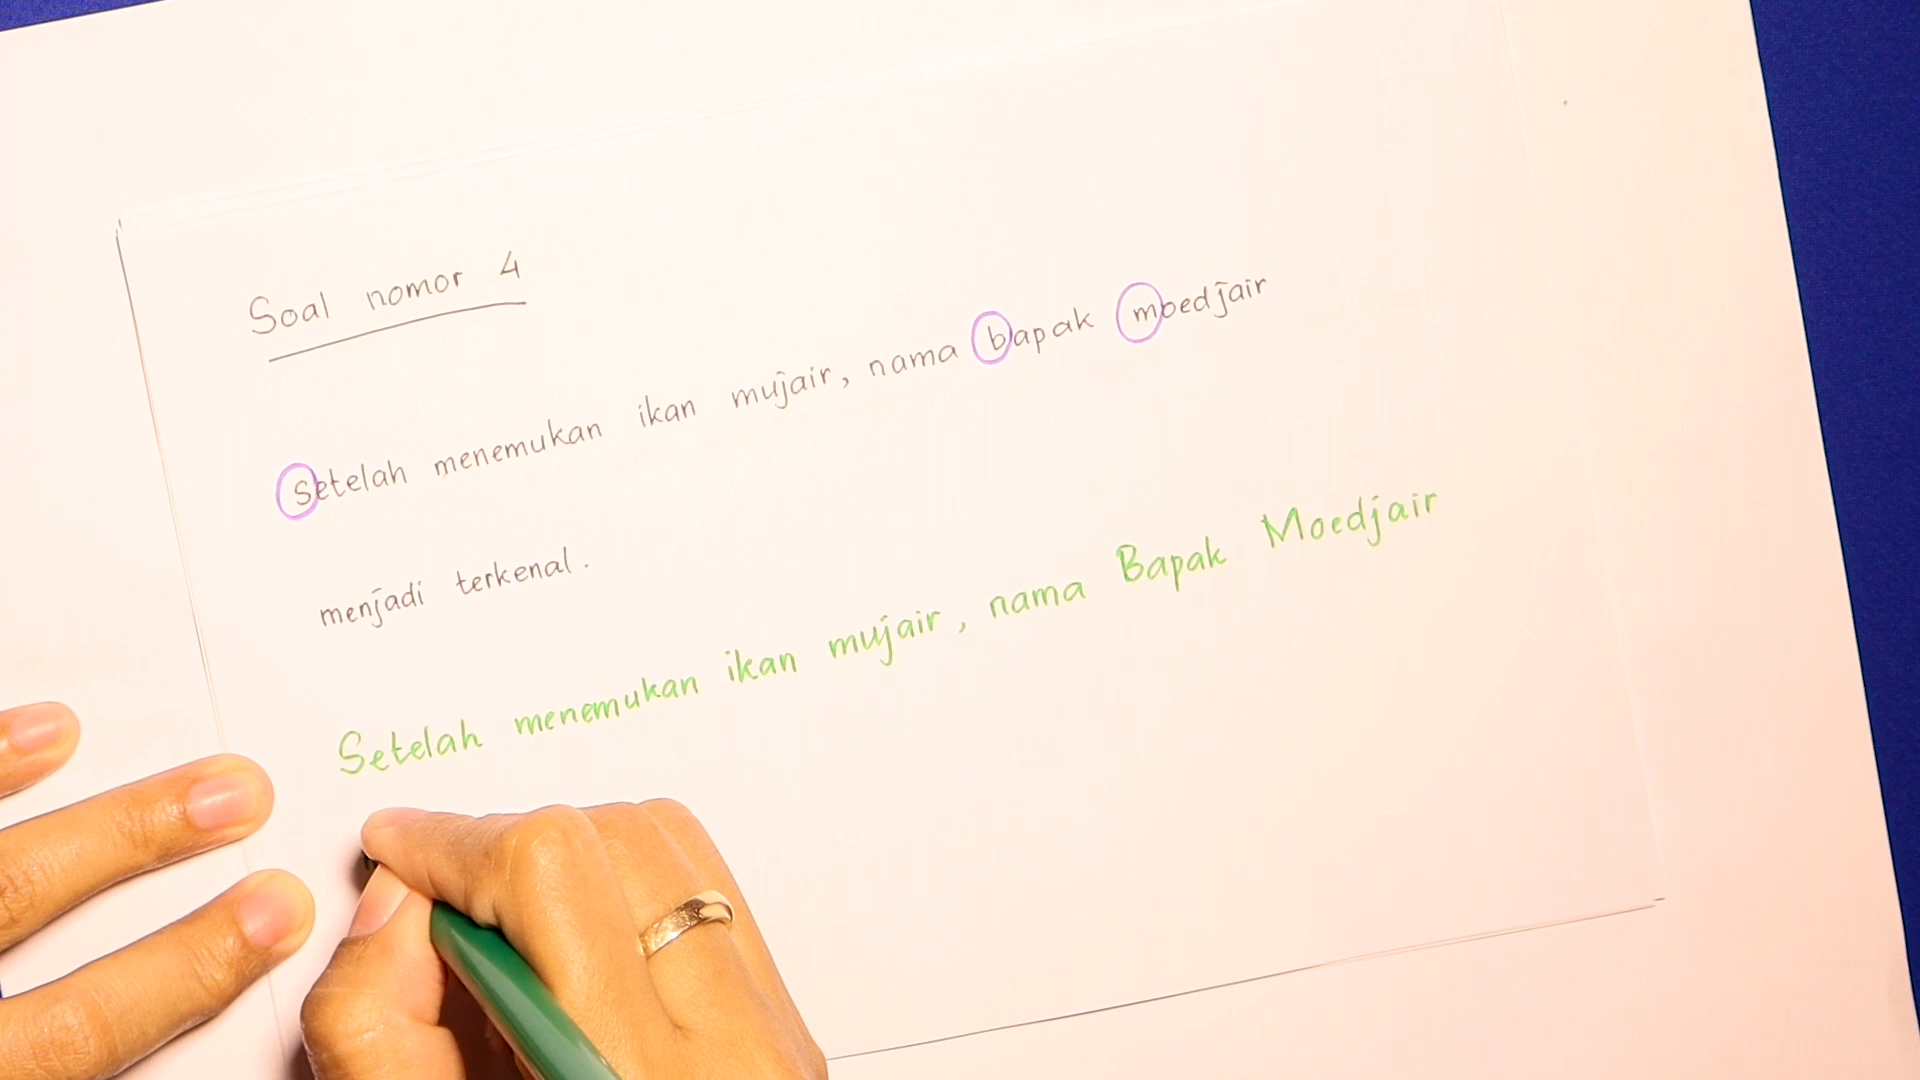 Soal nomor 4
setelah menemukan ikan mujair, nama bapak moedjair
menjadi terkenal.
Setelah menemukan ikan mujair, nama Bapak Moedjair